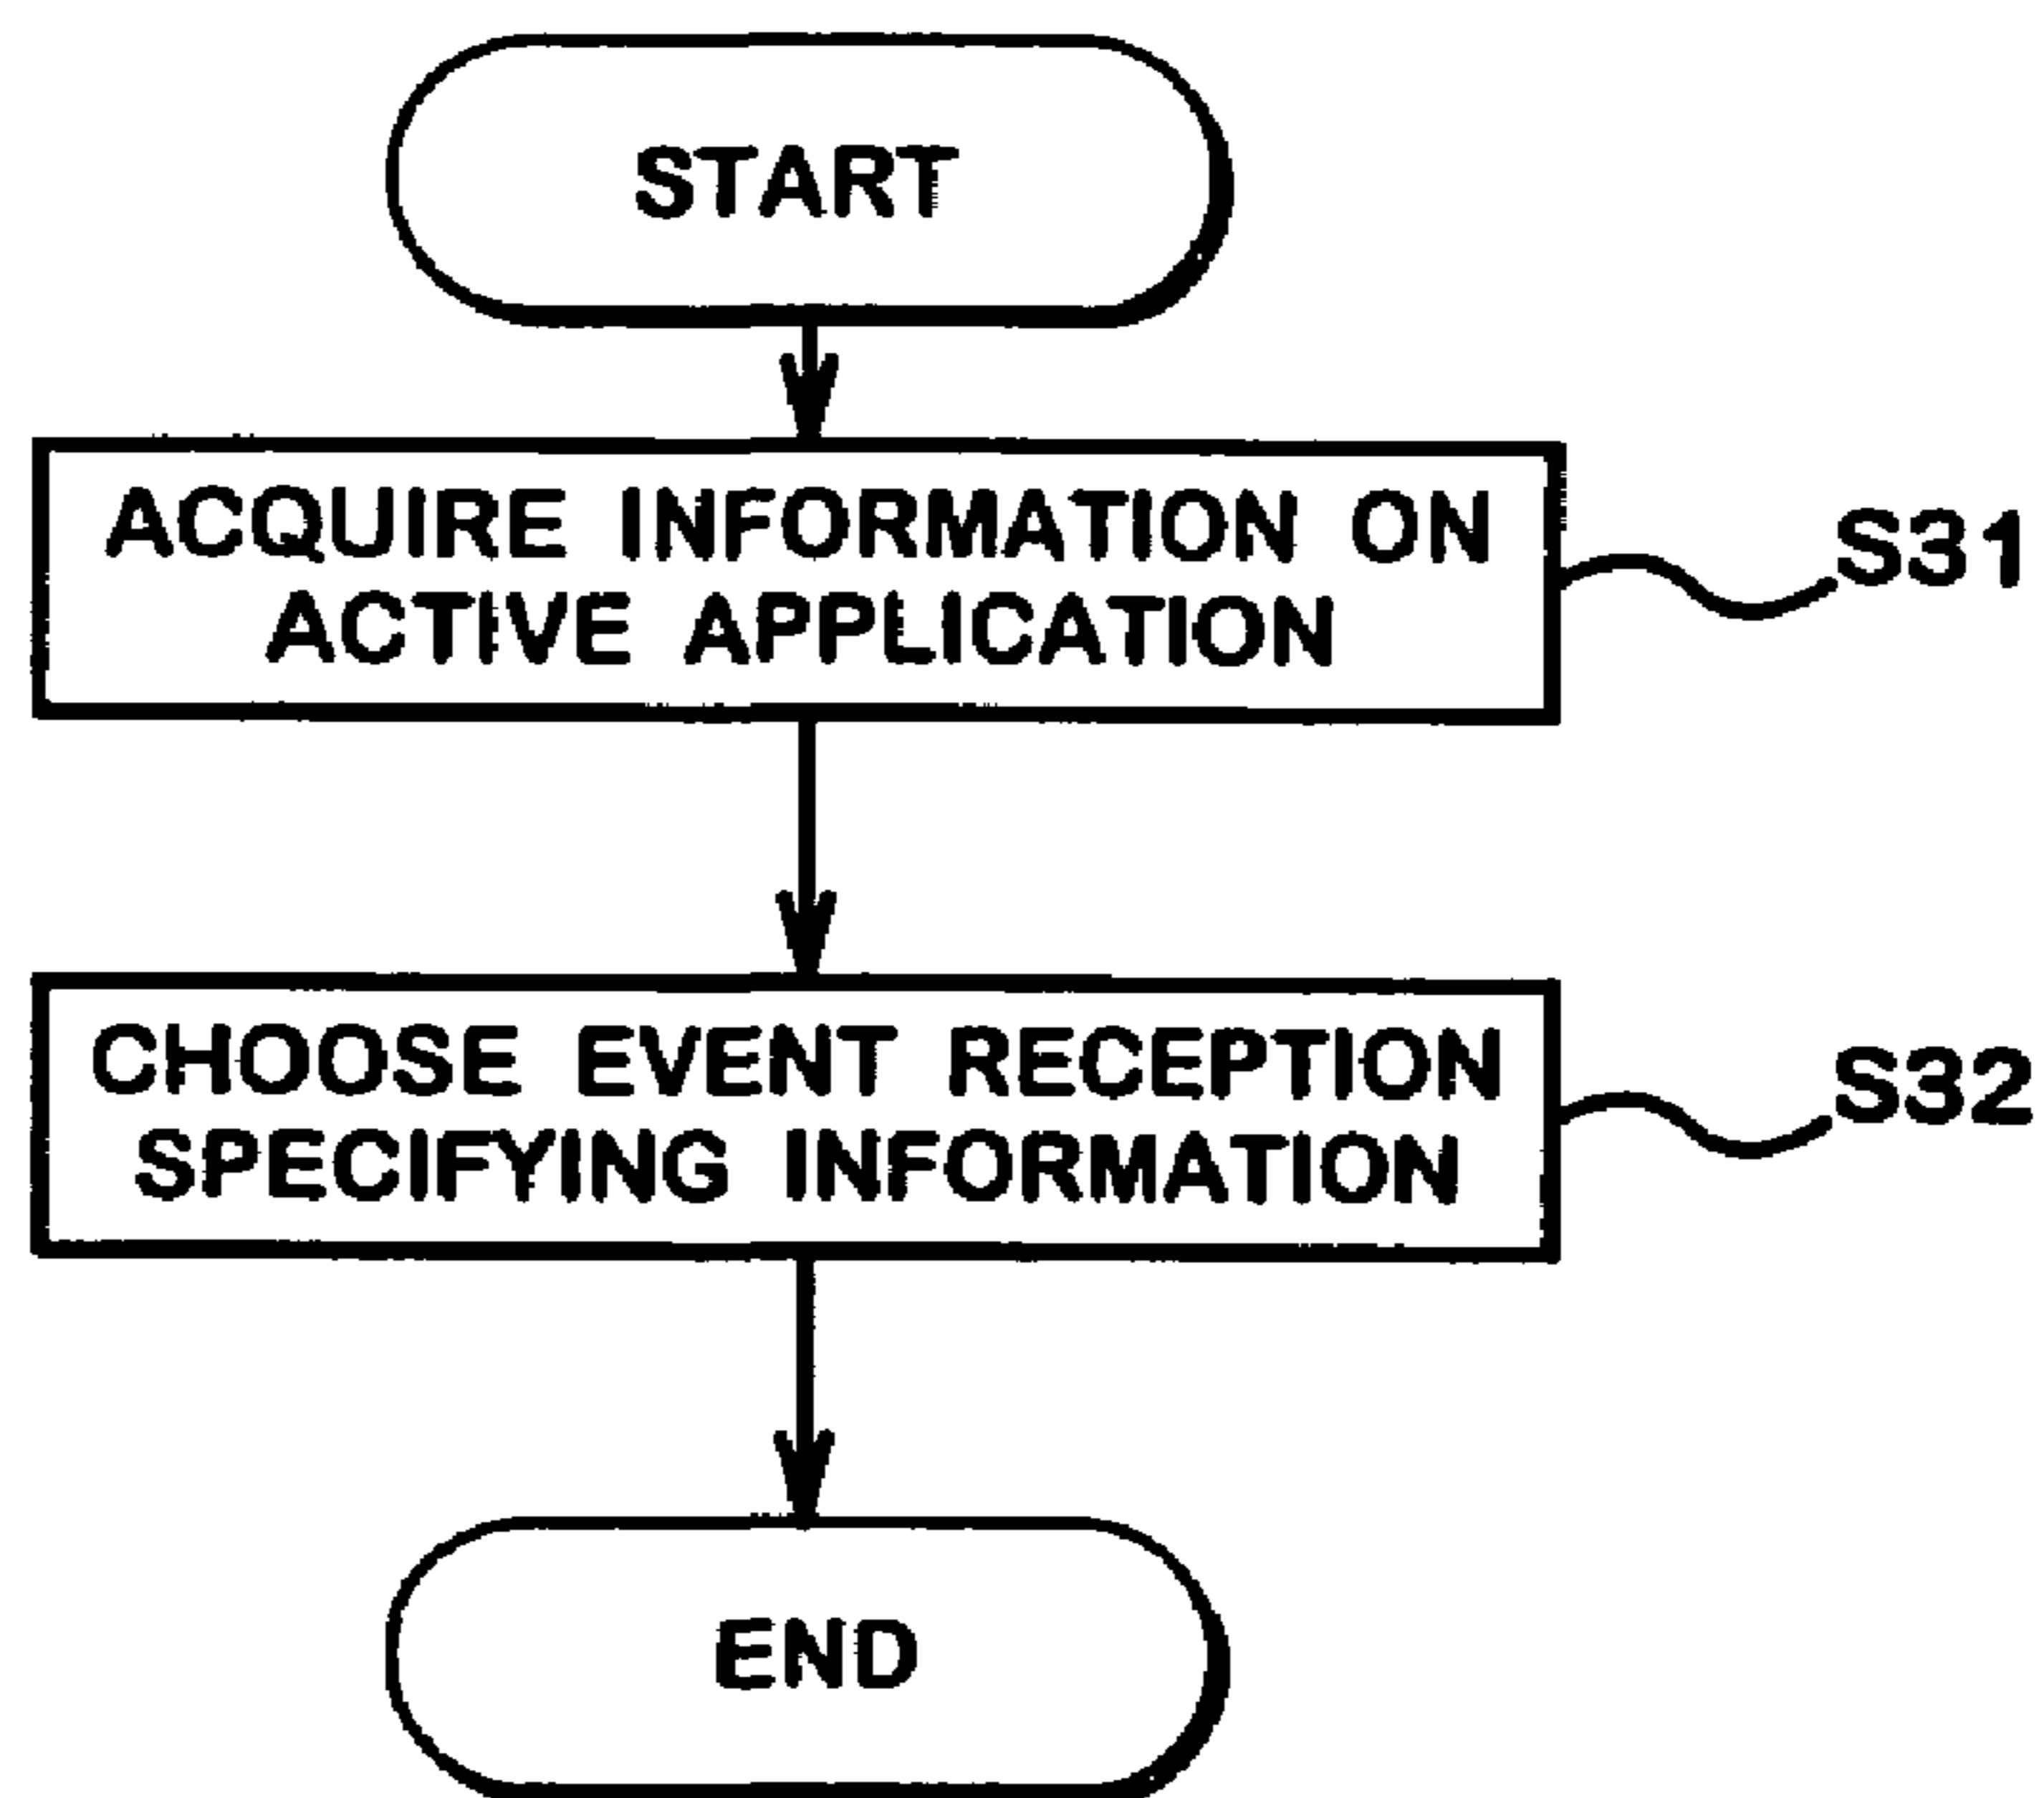 START
ACQUIRE INFORMATION ON
ACTIVE APPLICATION
S31
CHOOSE EVENT RECEPTION
SPECIFYING INFORMATION
S32
END